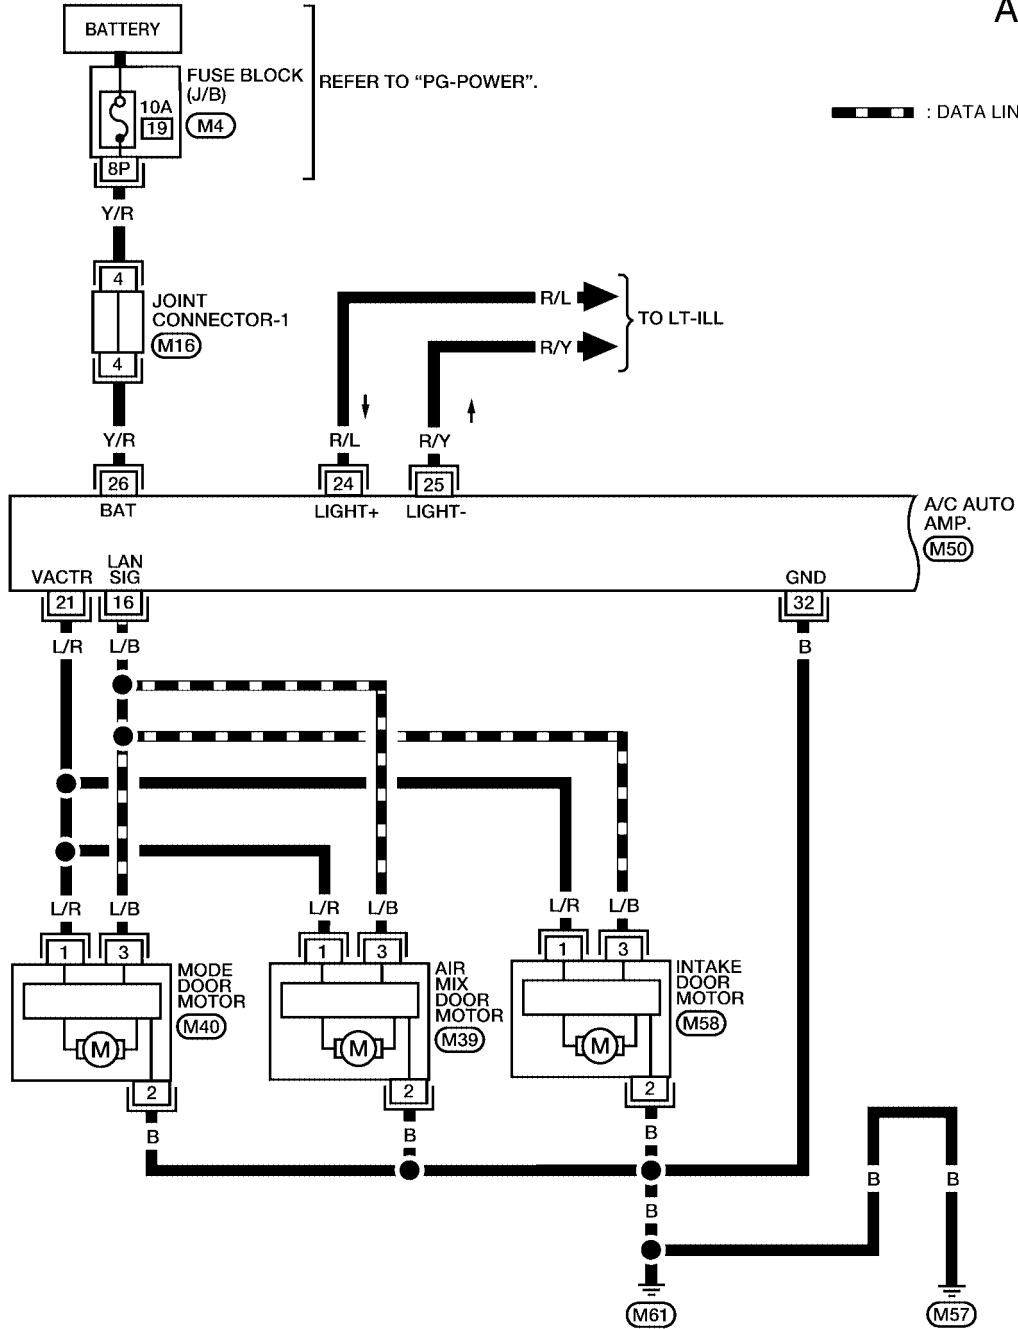 A
BATTERY
FUSE BLOCK
(J/B)
REFER TO “PG-POWER”.
10A
19
M4
: DATA LIN
8P
Y/R
4
JOINT
CONNECTOR-1
M16
4
R/L
TO LT-ILL
R/Y
Y/R
R/L
R/Y
26
24
25
BAT
LIGHT+
LIGHT-
A/C AUTO
AMP.
M50
VACTR
LAN
SIG
GND
21
16
32
L/R
L/B
B
L/R
L/B
L/R
L/B
L/R
L/B
1
3
1
3
1
3
MODE
DOOR
MOTOR
M40
AIR
MIX
DOOR
MOTOR
M39
INTAKE
DOOR
MOTOR
M58
M
M
M
2
2
2
B
B
B
B
B
B
M61
M57